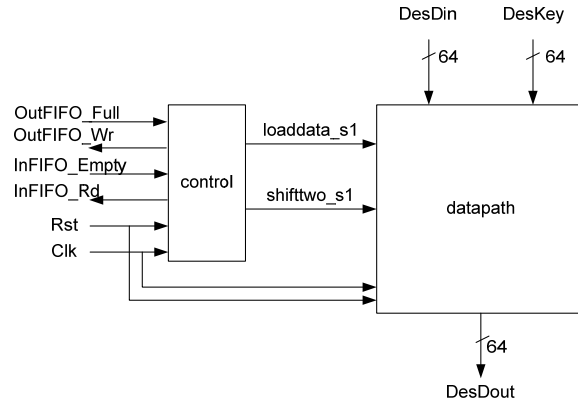 DesDin DesKey
64 64
OutFIFO_Full
OutFIFO_Wr
loaddata_s1
InFIFO_Empty
control
InFIFO_Rd
shifttwo_s1
datapath
Rst
Clk
64
DesDout